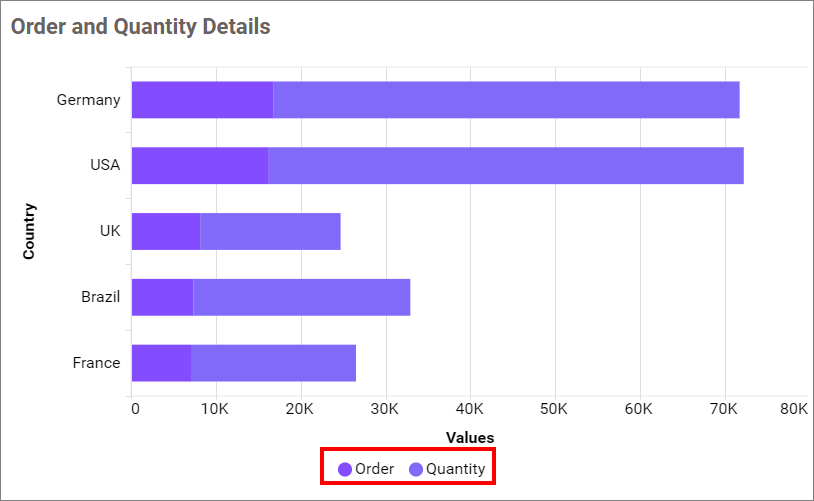 Order and Quantity Details
Germany
USA
UK
Brazil
France
Country
0 10K 20K 30K 40K 50K 60K 70K 80K
Values
Order Quantity